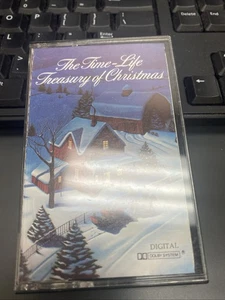 The Time-Life
Treasury of Christmas
DIGITAL
DOLBY SYSTEM